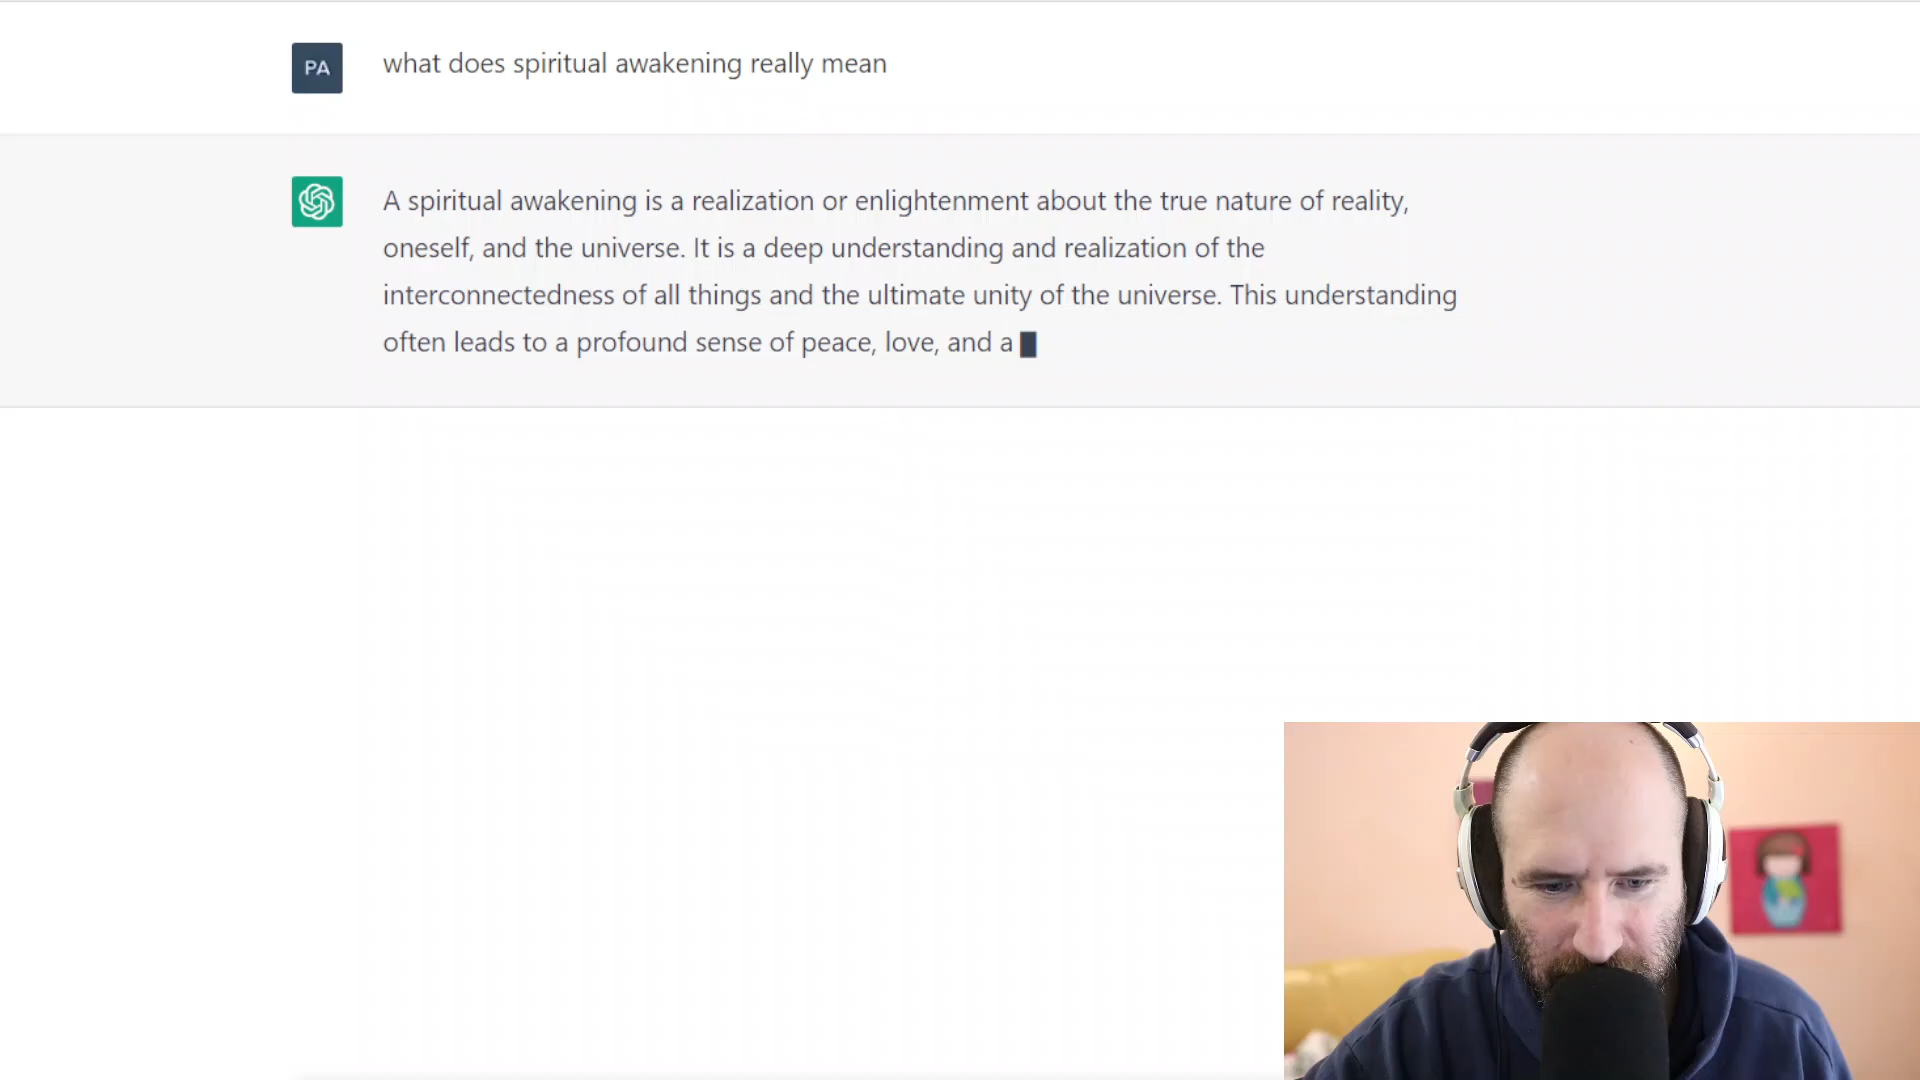 PA
what does spiritual awakening really mean
A spiritual awakening is a realization or enlightenment about the true nature of reality,
oneself, and the universe. It is a deep understanding and realization of the
interconnectedness of all things and the ultimate unity of the universe. This understanding
often leads to a profound sense of peace, love, and a